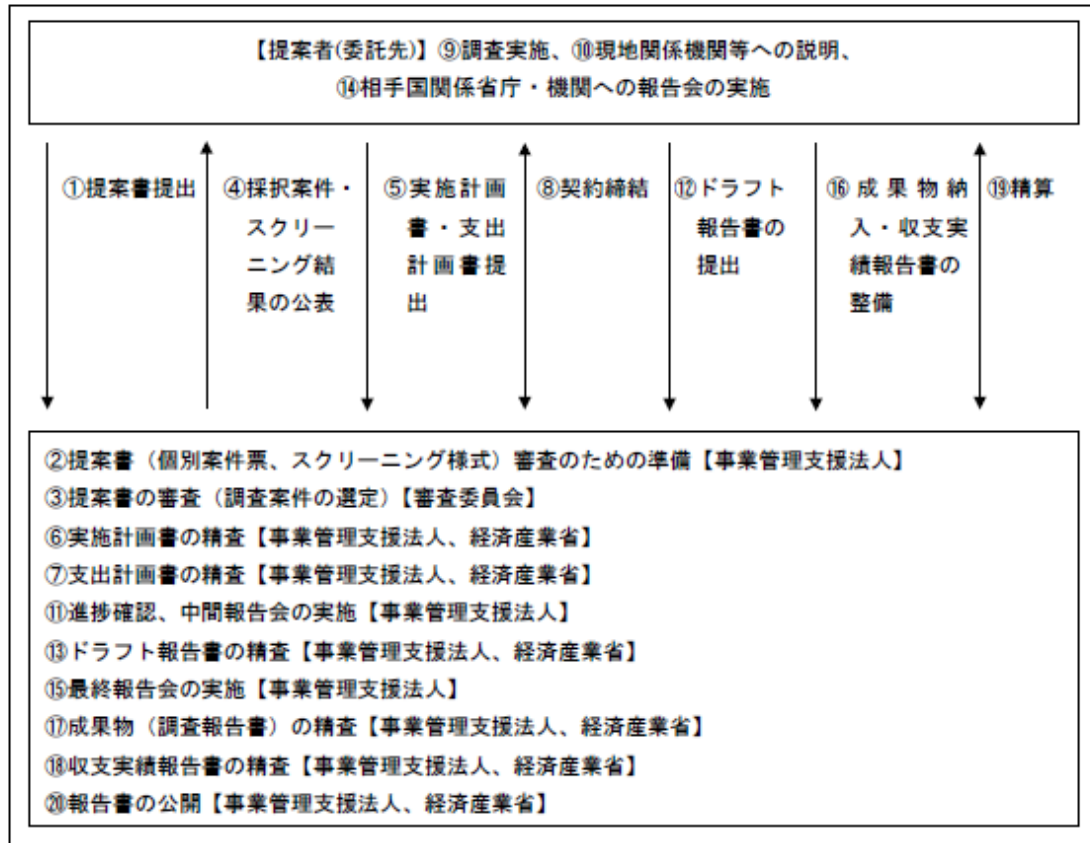 【提案者(委託先)】⑨調査実施、⑩現地関係機関等への説明、
⑭相手国関係省庁・機関への報告会の実施
①提案書提出
④採択案件・
スクリー
ニング結
果の公表
⑤実施計画
書・支出
計画書提
出
⑧契約締結
⑫ドラフト
報告書の
提出
⑯成果物納
入・収支実
績報告書の
整備
⑲精算
②提案書（個別案件票、スクリーニング様式）審査のための準備【事業管理支援法人】
③提案書の審査（調査案件の選定）【審査委員会】
⑥実施計画書の精査【事業管理支援法人、経済産業省】
⑦支出計画書の精査【事業管理支援法人、経済産業省】
⑪進捗確認、中間報告会の実施【事業管理支援法人】
⑬ドラフト報告書の精査【事業管理支援法人、経済産業省】
⑮最終報告会の実施【事業管理支援法人】
⑰成果物（調査報告書）の精査【事業管理支援法人、経済産業省】
⑱収支実績報告書の精査【事業管理支援法人、経済産業省】
⑳報告書の公開【事業管理支援法人、経済産業省】